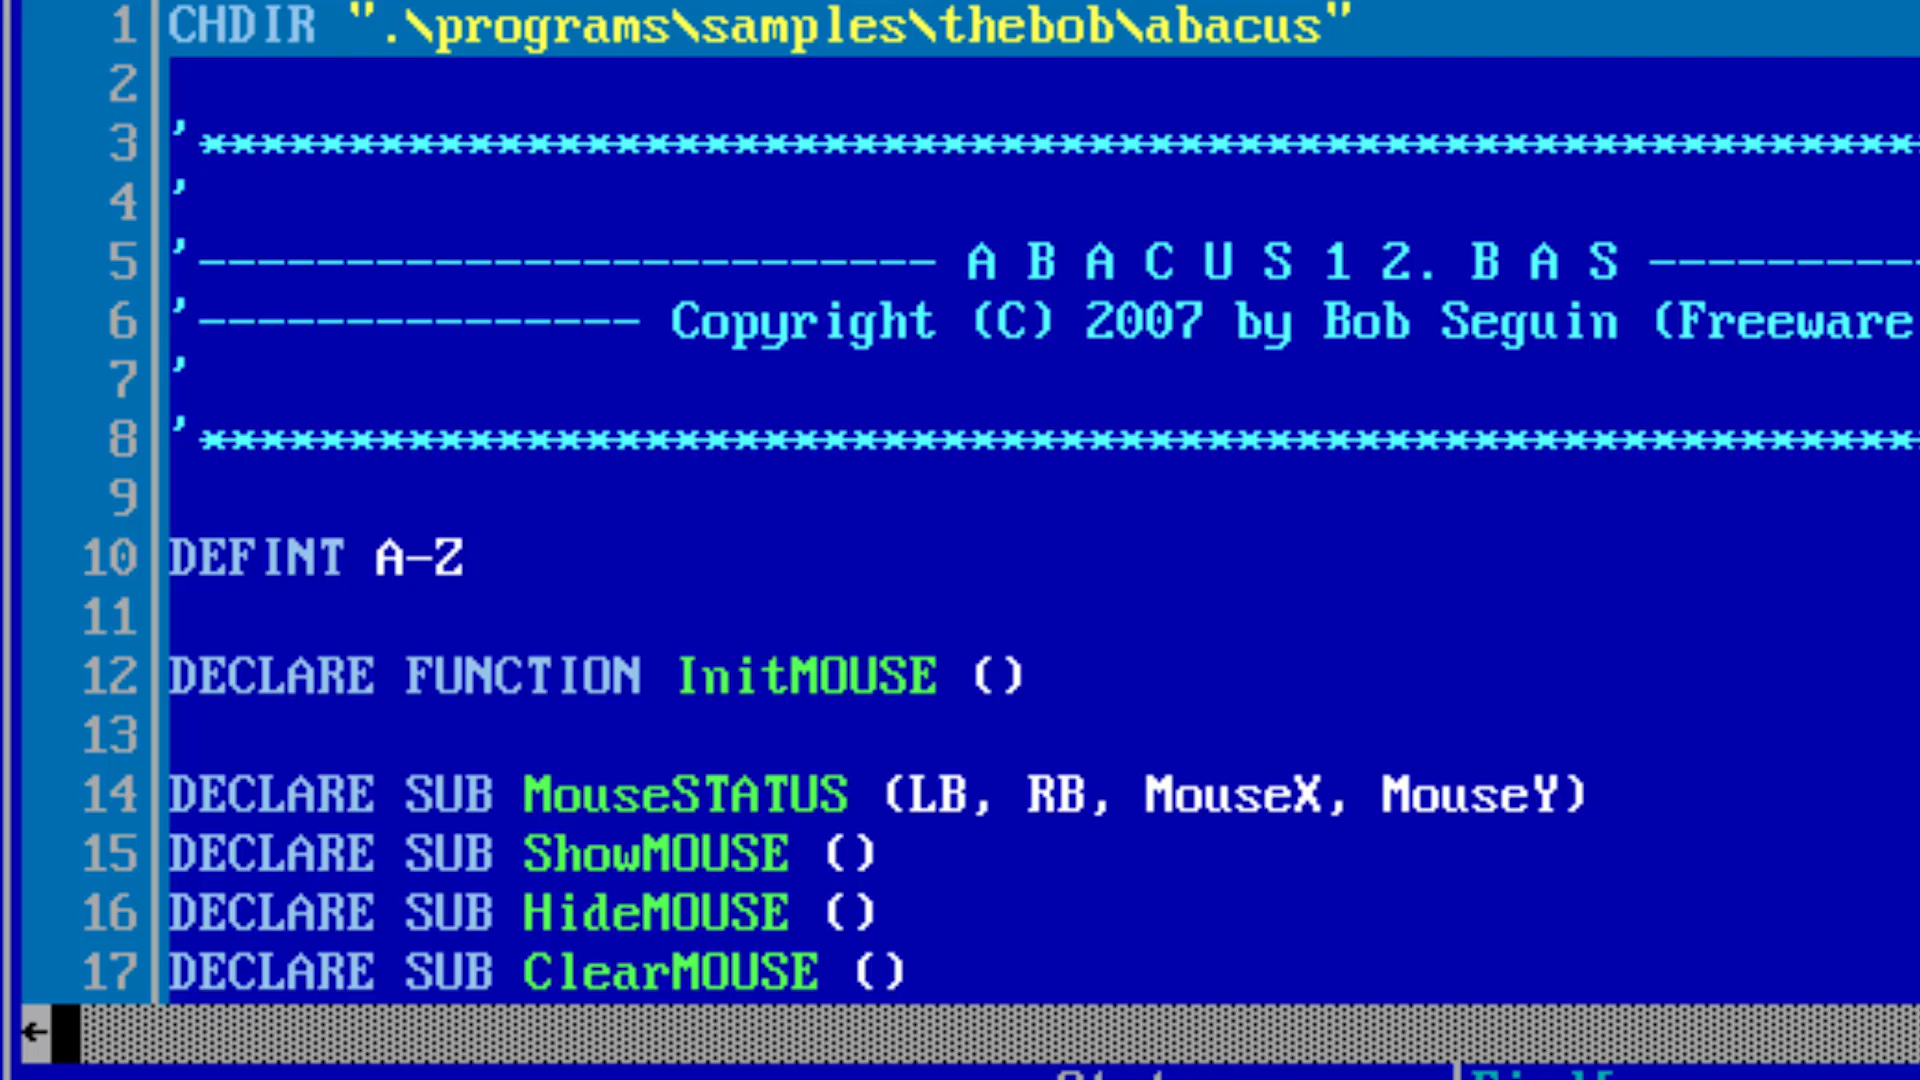 1 CHDIR ".\programs\samples\thebob\abacus"
2
3 '**********************************************************
4 '
5 '------------------------- A B A C U S 1 2. B A S ---------
6 '--------------- Copyright (C) 2007 by Bob Seguin (Freeware
7 '
8 '**********************************************************
9
10 DEFINT A-Z
11
12 DECLARE FUNCTION InitMOUSE ()
13
14 DECLARE SUB MouseSTATUS (LB, RB, MouseX, MouseY)
15 DECLARE SUB ShowMOUSE ()
16 DECLARE SUB HideMOUSE ()
17 DECLARE SUB ClearMOUSE ()